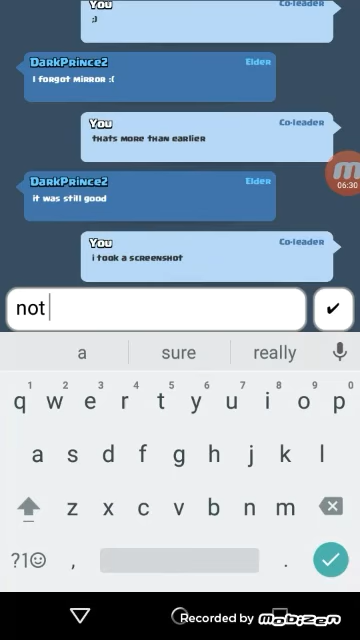 You
Co-leader
;)
DarkPrince2
Elder
I forgot mirror :(
You
Co-leader
thats more than earlier
06:30
DarkPrince2
Elder
it was still good
You
Co-leader
i took a screenshot
not
✔
a sure really
1 2 3 4 5 6 7 8 9 0
q w e r t y u i o p
a s d f g h j k l
z x c v b n m
?1☺ , .
Recorded by mobizen